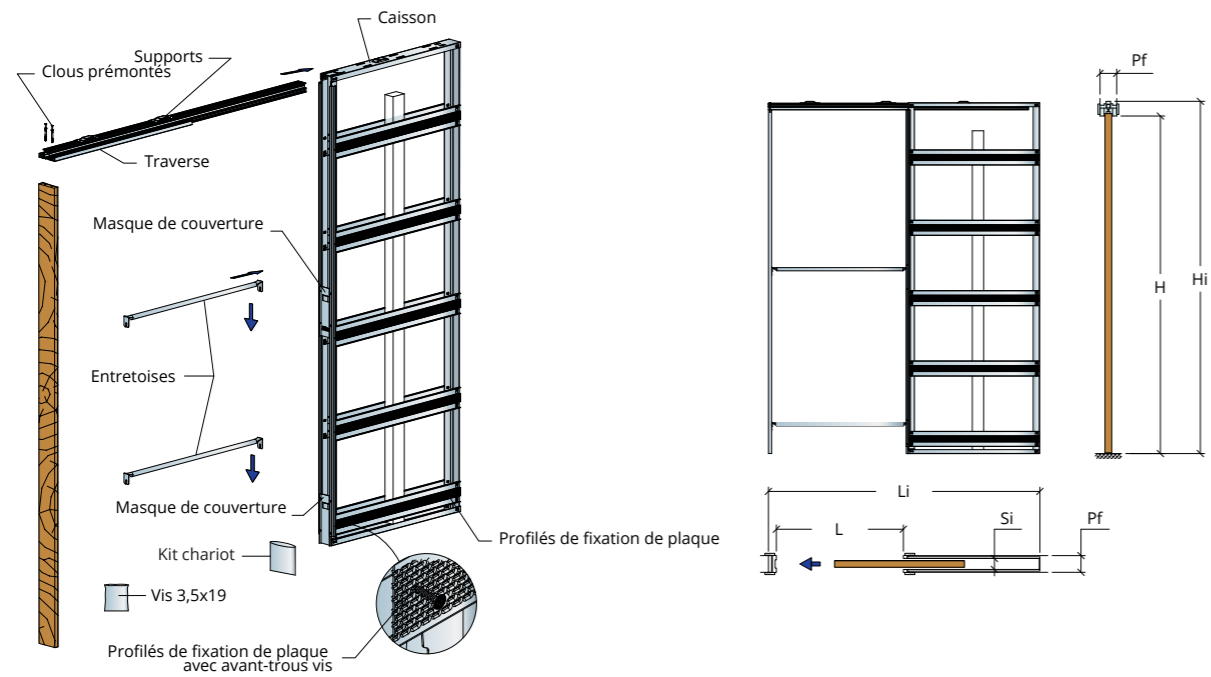 Caisson
Supports
Clous prémontés
Traverse
Masque de couverture
Entretoises
Masque de couverture
Profilés de fixation de plaque
Kit chariot
Vis 3,5x19
Profilés de fixation de plaque
avec avant-trous vis
Pf
H
Hi
Li
L
Si
Pf